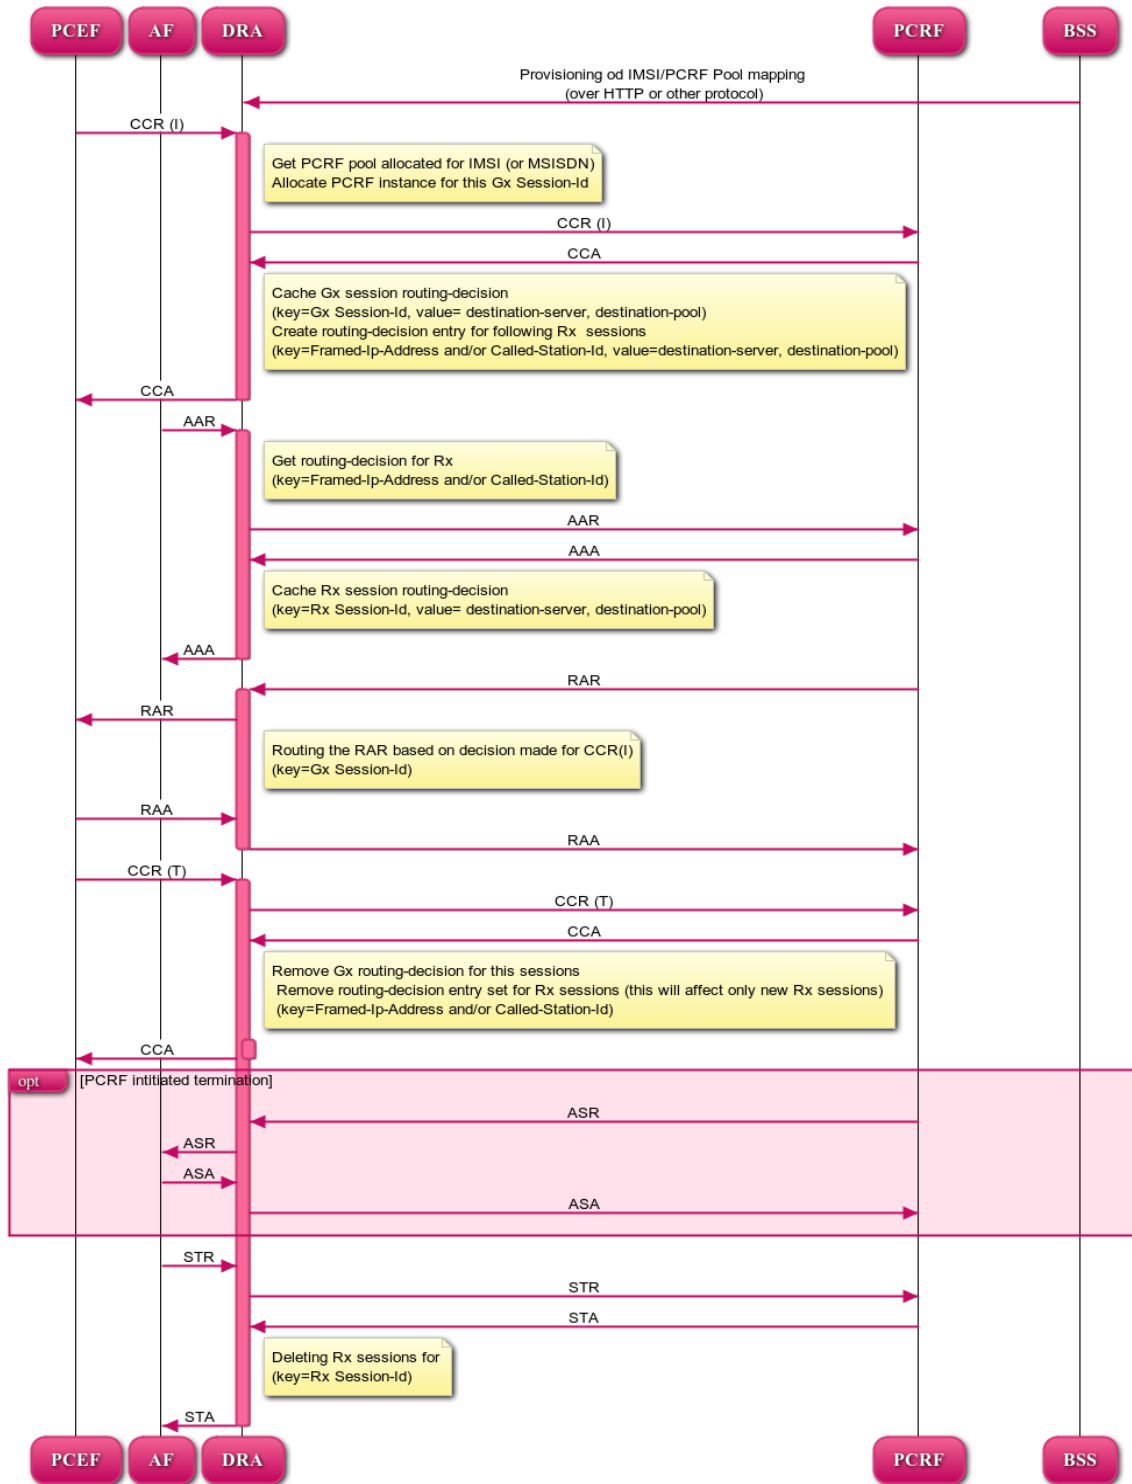 PCEF AF DRA PCRF BSS
Provisioning od IMSI/PCRF Pool mapping
(over HTTP or other protocol)
CCR (I)
Get PCRF pool allocated for IMSI (or MSISDN)
Allocate PCRF instance for this Gx Session-Id
CCR (I)
CCA
Cache Gx session routing-decision
(key=Gx Session-Id, value= destination-server, destination-pool)
Create routing-decision entry for following Rx sessions
(key=Framed-Ip-Address and/or Called-Station-Id, value=destination-server, destination-pool)
CCA
AAR
Get routing-decision for Rx
(key=Framed-Ip-Address and/or Called-Station-Id)
AAR
AAA
Cache Rx session routing-decision
(key=Rx Session-Id, value= destination-server, destination-pool)
AAA
RAR
RAR
Routing the RAR based on decision made for CCR(I)
(key=Gx Session-Id)
RAA
RAA
CCR (T)
CCR (T)
CCA
Remove Gx routing-decision for this sessions
Remove routing-decision entry set for Rx sessions (this will affect only new Rx sessions)
(key=Framed-Ip-Address and/or Called-Station-Id)
CCA
opt [PCRF intitiated termination]
ASR
ASR
ASA
ASA
STR
STR
STA
Deleting Rx sessions for
(key=Rx Session-Id)
STA
PCEF AF DRA PCRF BSS